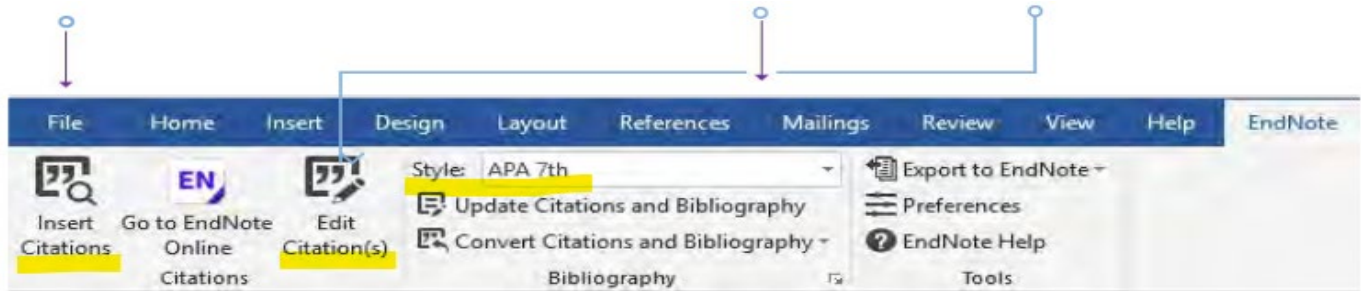 File Home Insert Design Layout References Mailings Review View Help EndNote
Insert Citations
Go to EndNote Online
Edit Citation(s)
Citations
Style: APA 7th
Update Citations and Bibliography
Convert Citations and Bibliography
Bibliography
Export to EndNote
Preferences
EndNote Help
Tools